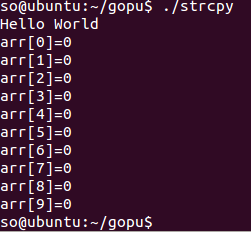 so@ubuntu:~/gopu$ ./strcpy
Hello World
arr[0]=0
arr[1]=0
arr[2]=0
arr[3]=0
arr[4]=0
arr[5]=0
arr[6]=0
arr[7]=0
arr[8]=0
arr[9]=0
so@ubuntu:~/gopu$